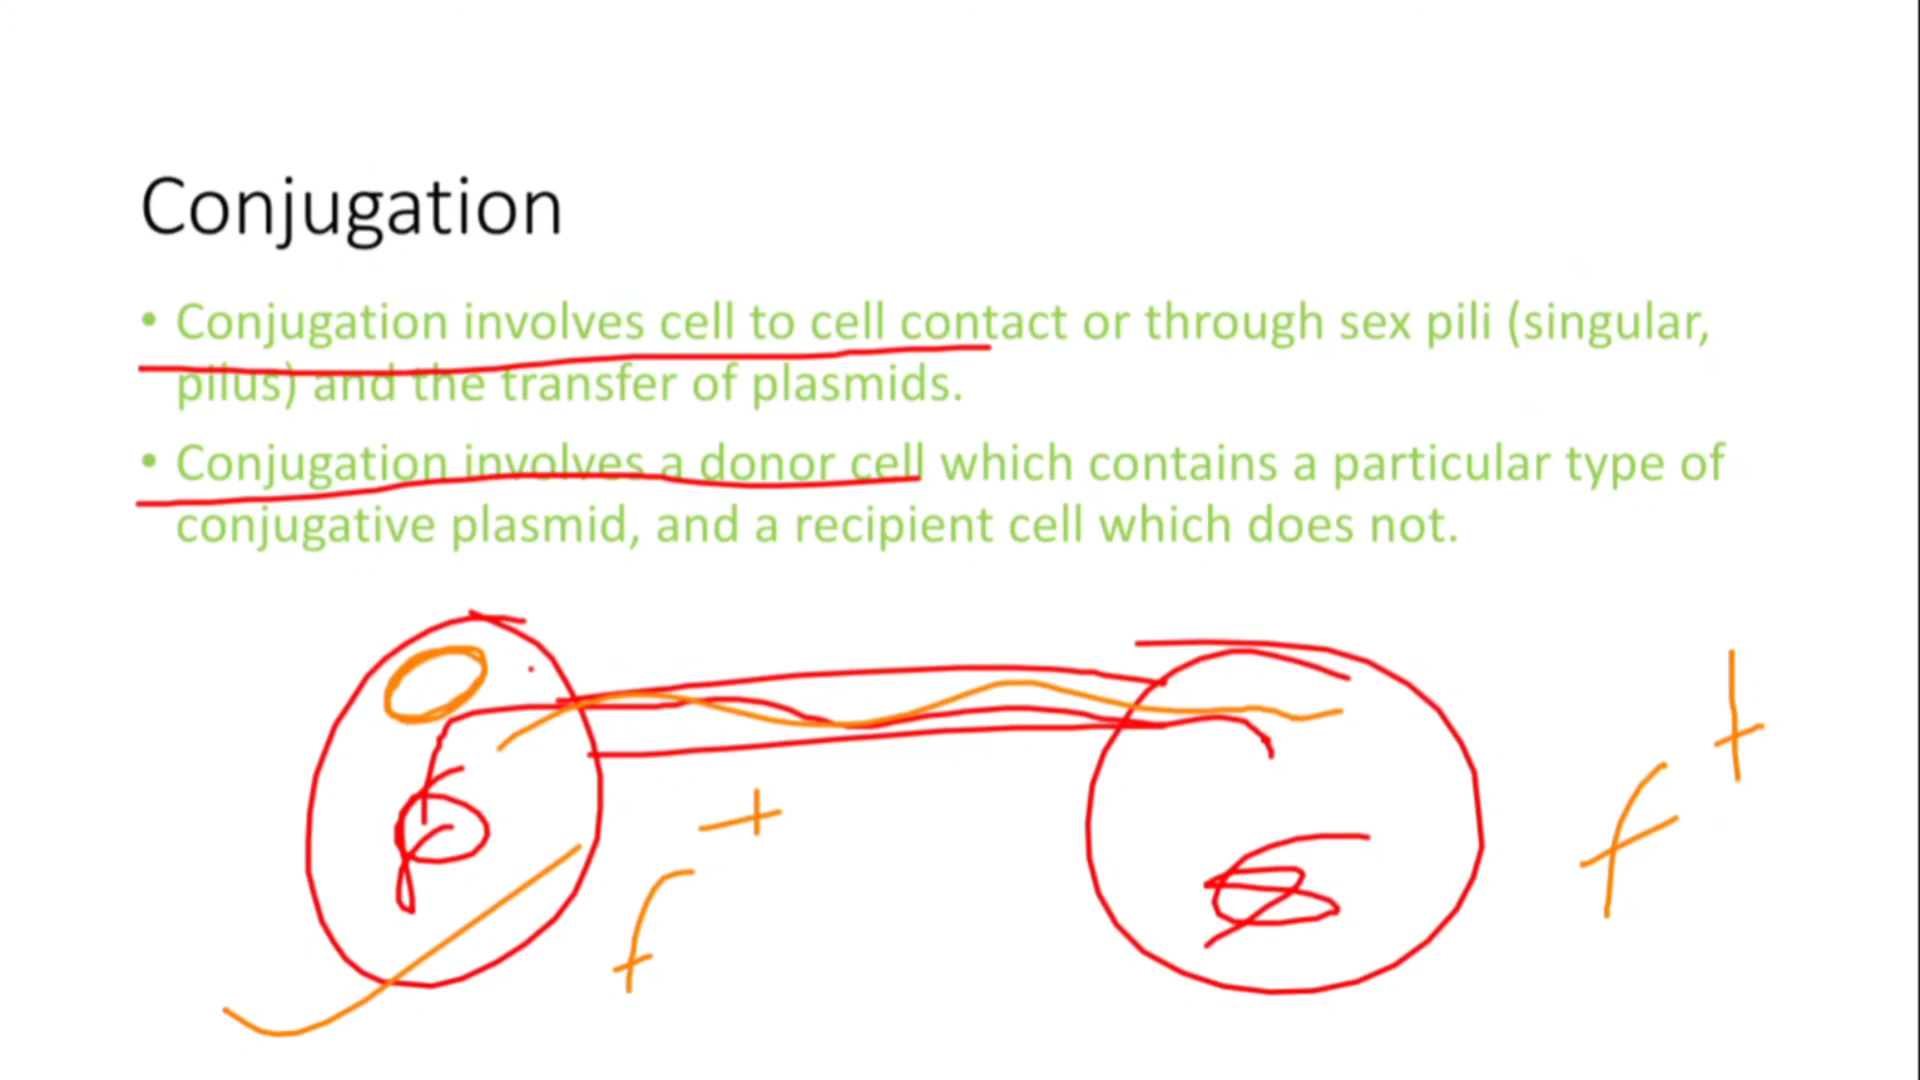 Conjugation
• Conjugation involves cell to cell contact or through sex pili (singular,
pilus) and the transfer of plasmids.
• Conjugation involves a donor cell which contains a particular type of
conjugative plasmid, and a recipient cell which does not.
f+
f+